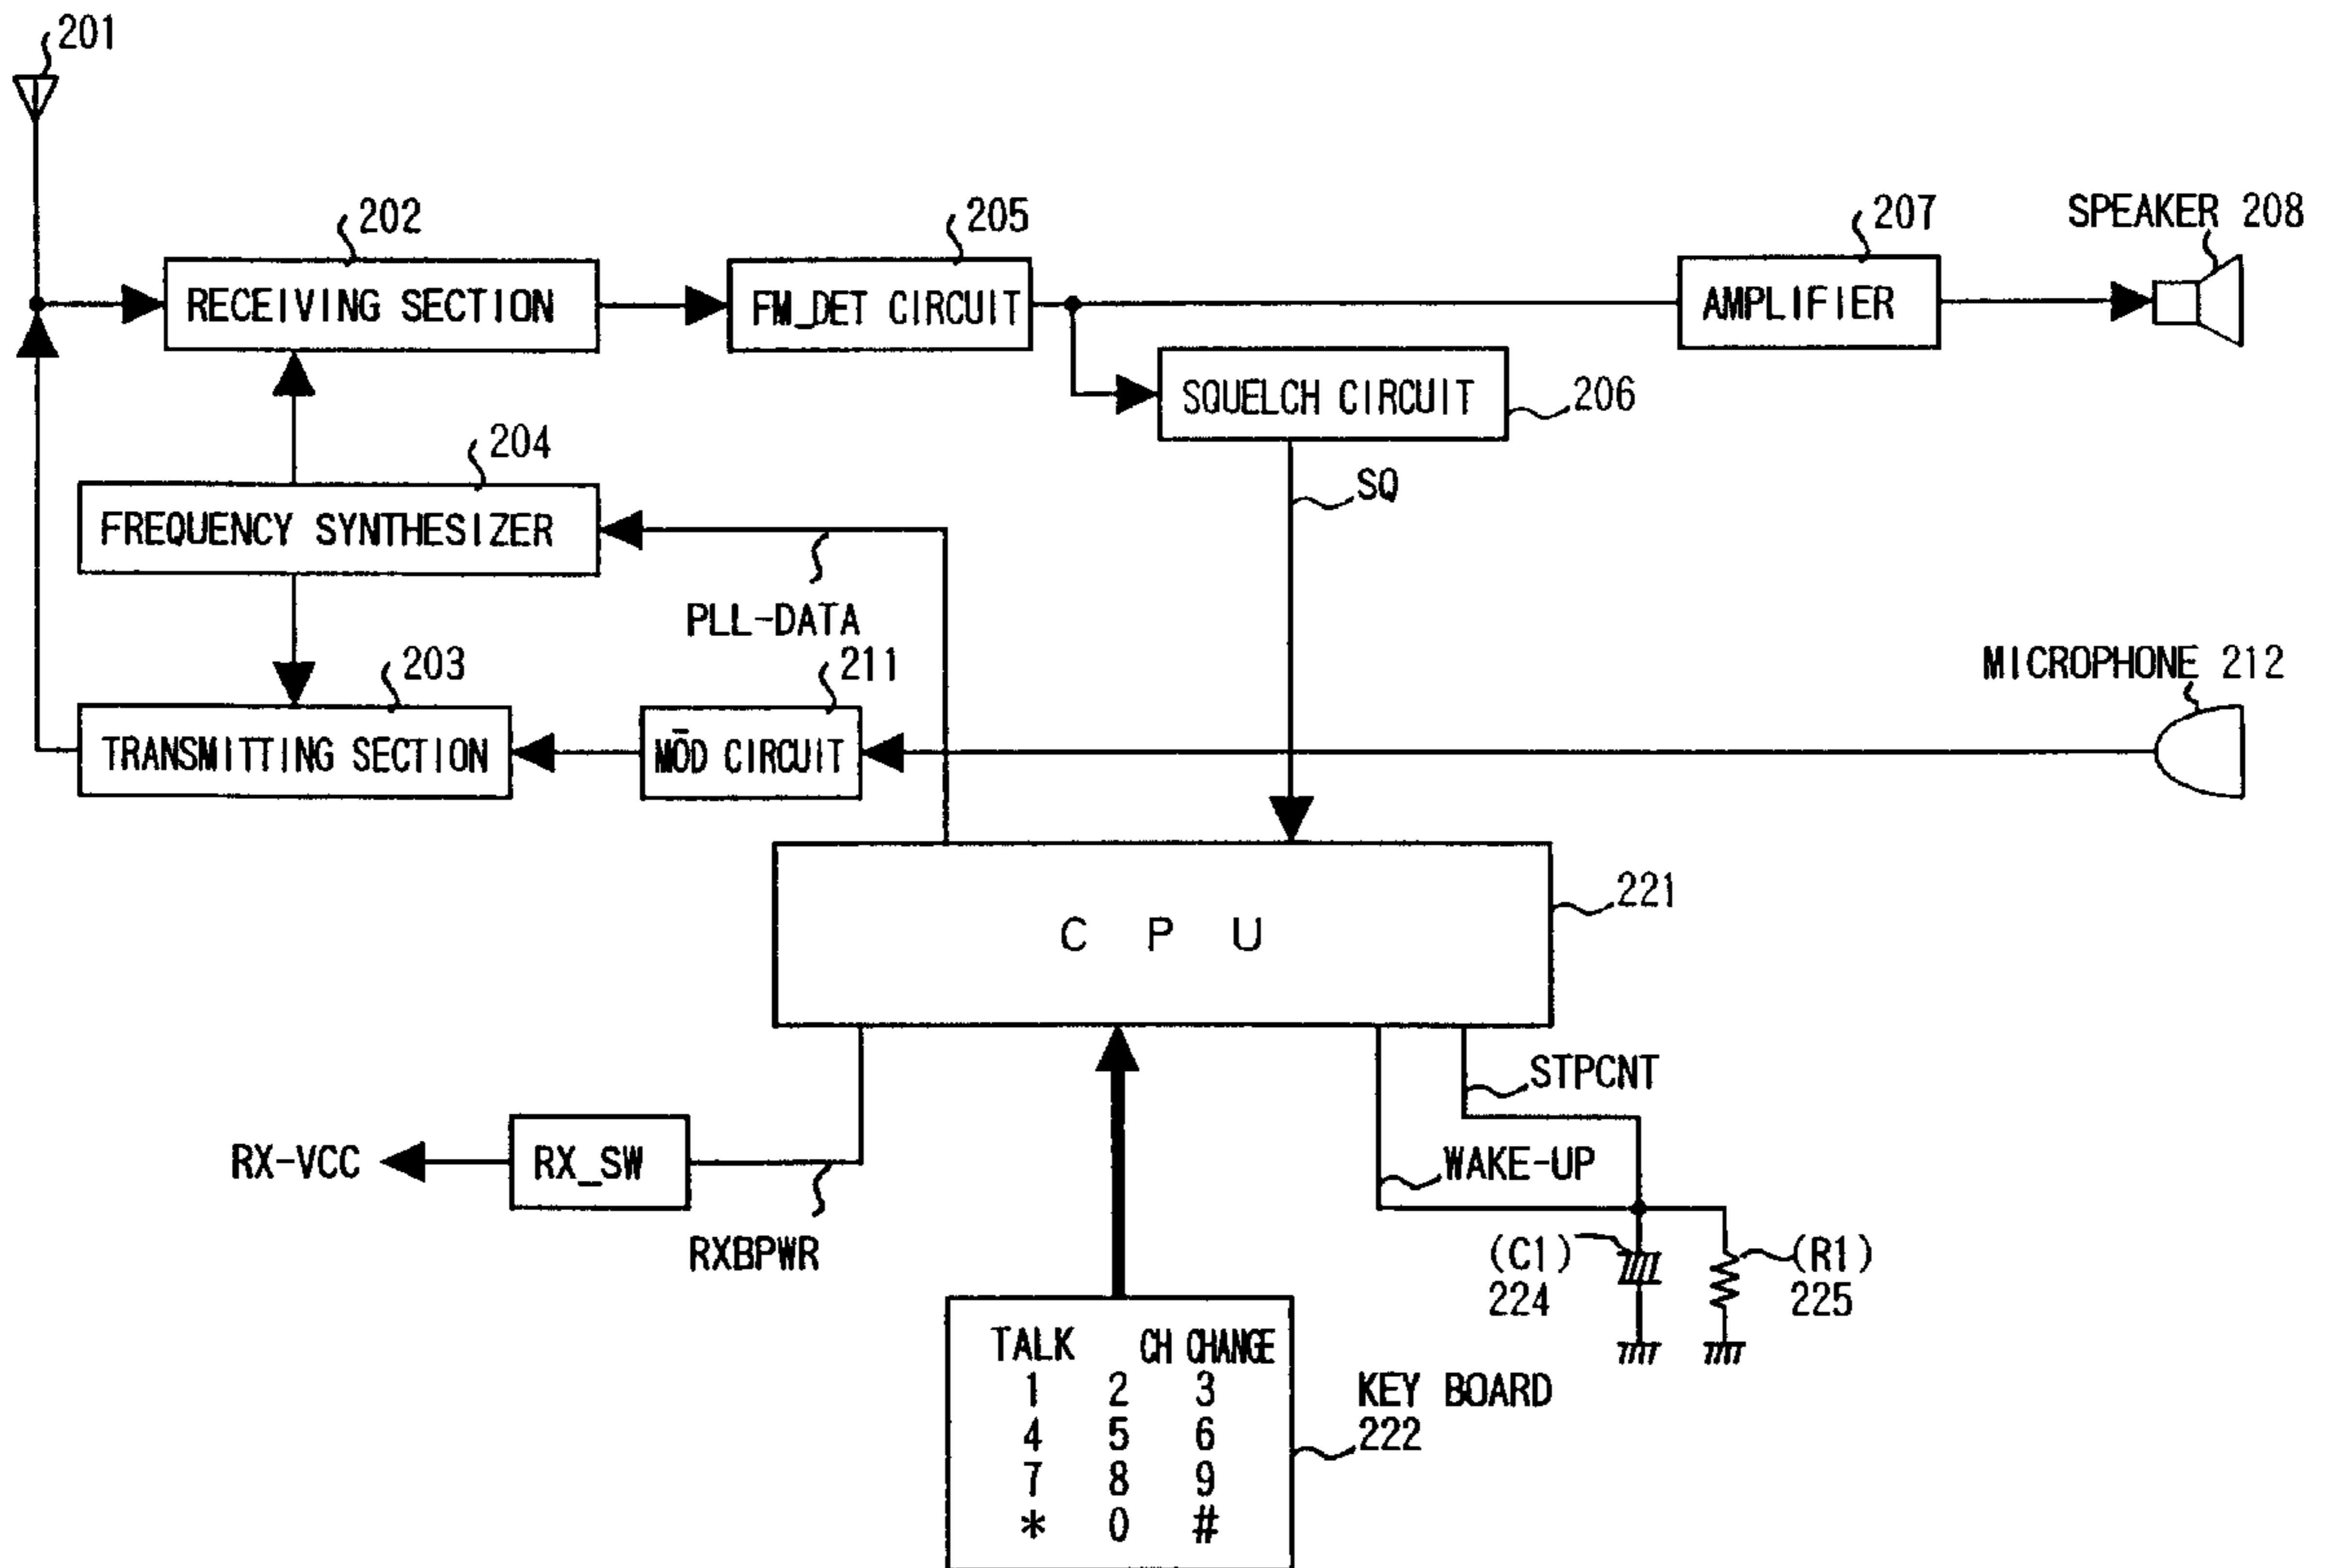 201
202
205
207
SPEAKER 208
RECEIVING SECTION
FM_DET CIRCUIT
AMPLIFIER
SQUELCH CIRCUIT
206
204
SQ
FREQUENCY SYNTHESIZER
PLL-DATA
203
211
MICROPHONE 212
TRANSMITTING SECTION
MOD CIRCUIT
221
C P U
STPCNT
RX-VCC
RX_SW
WAKE-UP
RXBPWR
(C1)
224
(R1)
225
TALK CH CHANGE
1 2 3
4 5 6
7 8 9
* 0 #
KEY BOARD
222